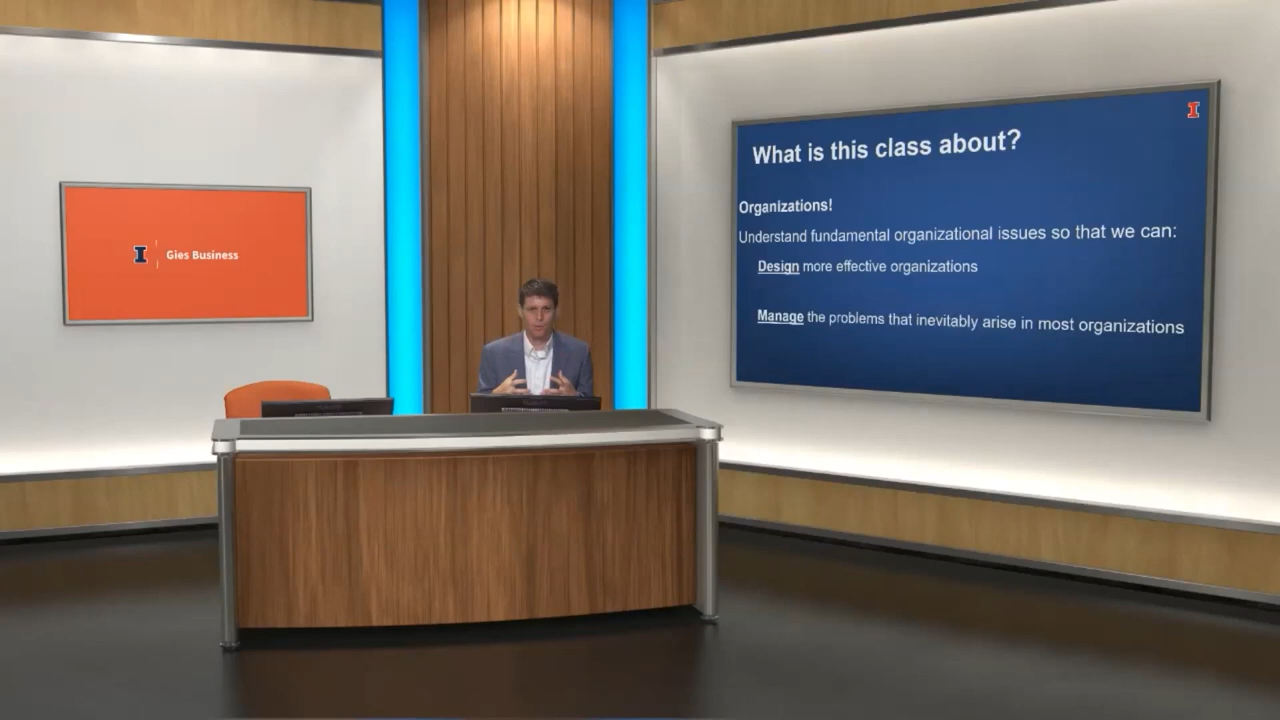 I
Gies Business
I
What is this class about?
Organizations!
Understand fundamental organizational issues so that we can:
Design more effective organizations
Manage the problems that inevitably arise in most organizations